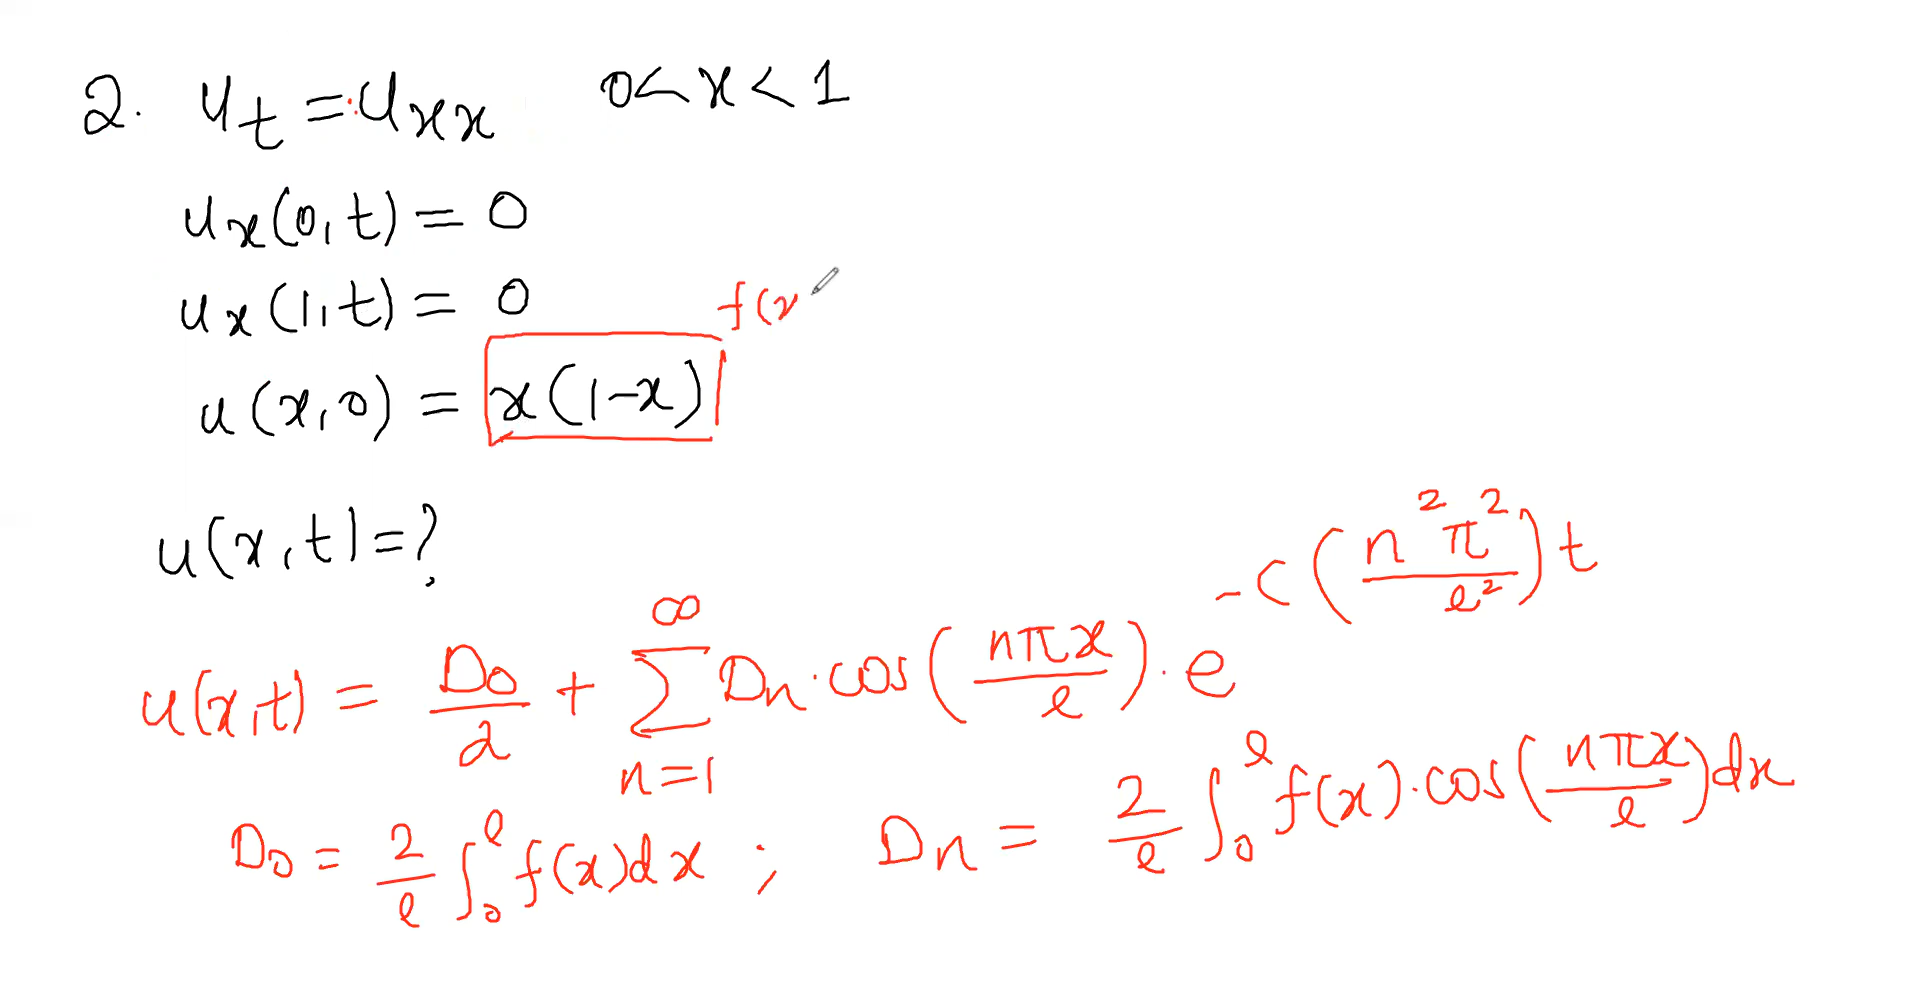 2. u_t = u_xx    0 < x < 1
u_x(0, t) = 0
u_x(1, t) = 0    f(x
u(x, 0) = x(1-x)
u(x, t) = ?
u(x, t) = D_0/2 + ∑_{n=1}^{∞} D_n · cos(nπx/l) · e^{-c(n²π²/l²)t}
D_0 = 2/l ∫_0^l f(x)dx ;    D_n = 2/l ∫_0^l f(x) · cos(nπx/l)dx